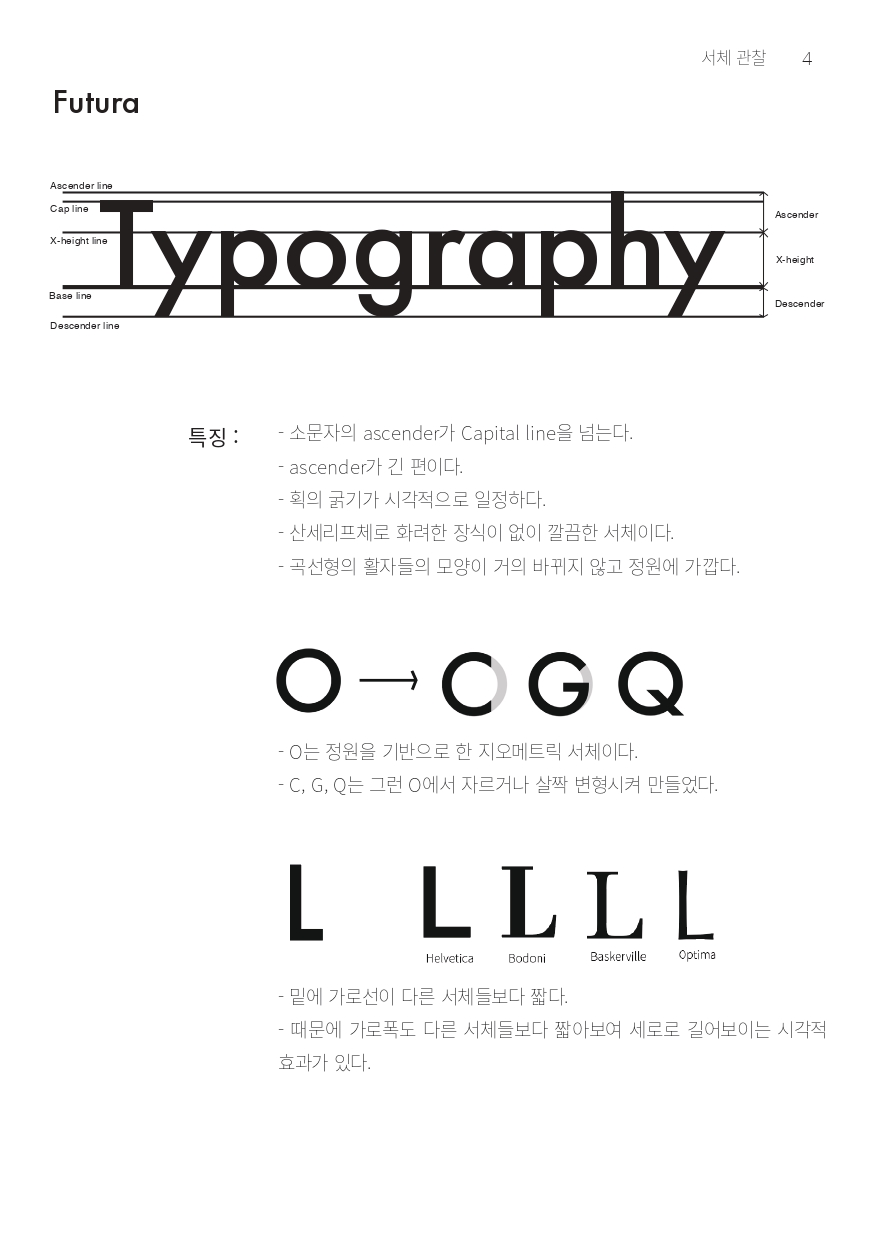 서체 관찰 4
Futura
Ascender line
Cap line
X-height line
Base line
Descender line
Typography
Ascender
X-height
Descender
특징 :
- 소문자의 ascender가 Capital line을 넘는다.
- ascender가 긴 편이다.
- 획의 굵기가 시각적으로 일정하다.
- 산세리프체로 화려한 장식이 없이 깔끔한 서체이다.
- 곡선형의 활자들의 모양이 거의 바뀌지 않고 정원에 가깝다.
O C G Q
- O는 정원을 기반으로 한 지오메트릭 서체이다.
- C, G, Q는 그런 O에서 자르거나 살짝 변형시켜 만들었다.
L L L L L
Helvetica Bodoni Baskerville Optima
- 밑에 가로선이 다른 서체들보다 짧다.
- 때문에 가로폭도 다른 서체들보다 짧아보여 세로로 길어보이는 시각적
효과가 있다.